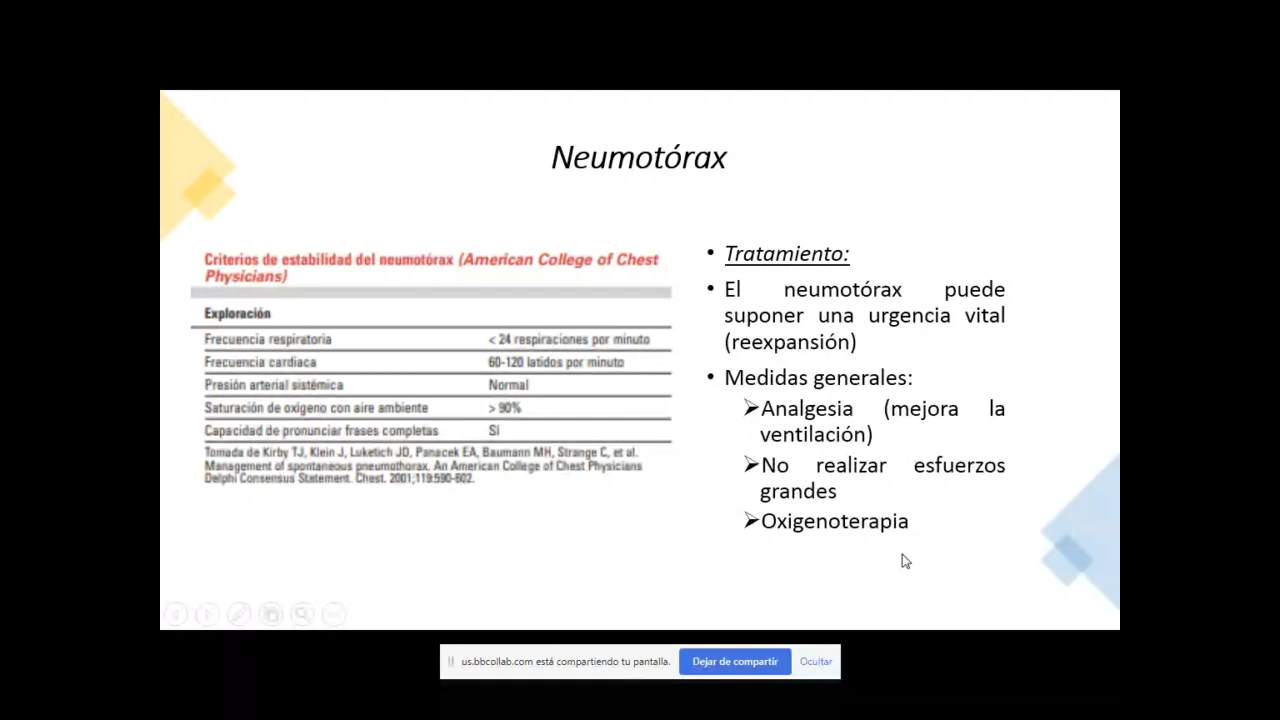 Neumotórax
Criterios de estabilidad del neumotórax (American College of Chest
Physicians)
Exploración
Frecuencia respiratoria < 24 respiraciones por minuto
Frecuencia cardiaca 60-120 latidos por minuto
Presión arterial sistémica Normal
Saturación de oxígeno con aire ambiente > 90%
Capacidad de pronunciar frases completas Sí
Tomada de Kirby TJ, Klein J, Luketich JD, Panacek EA, Baumann MH, Strange C, et al.
Management of spontaneous pneumothorax. An American College of Chest Physicians
Delphi Consensus Statement. Chest. 2001;119:590-602.
• Tratamiento:
• El neumotórax puede
suponer una urgencia vital
(reexpansión)
• Medidas generales:
➢Analgesia (mejora la
ventilación)
➢No realizar esfuerzos
grandes
➢Oxigenoterapia
us.bbcollab.com está compartiendo tu pantalla. Dejar de compartir Ocultar